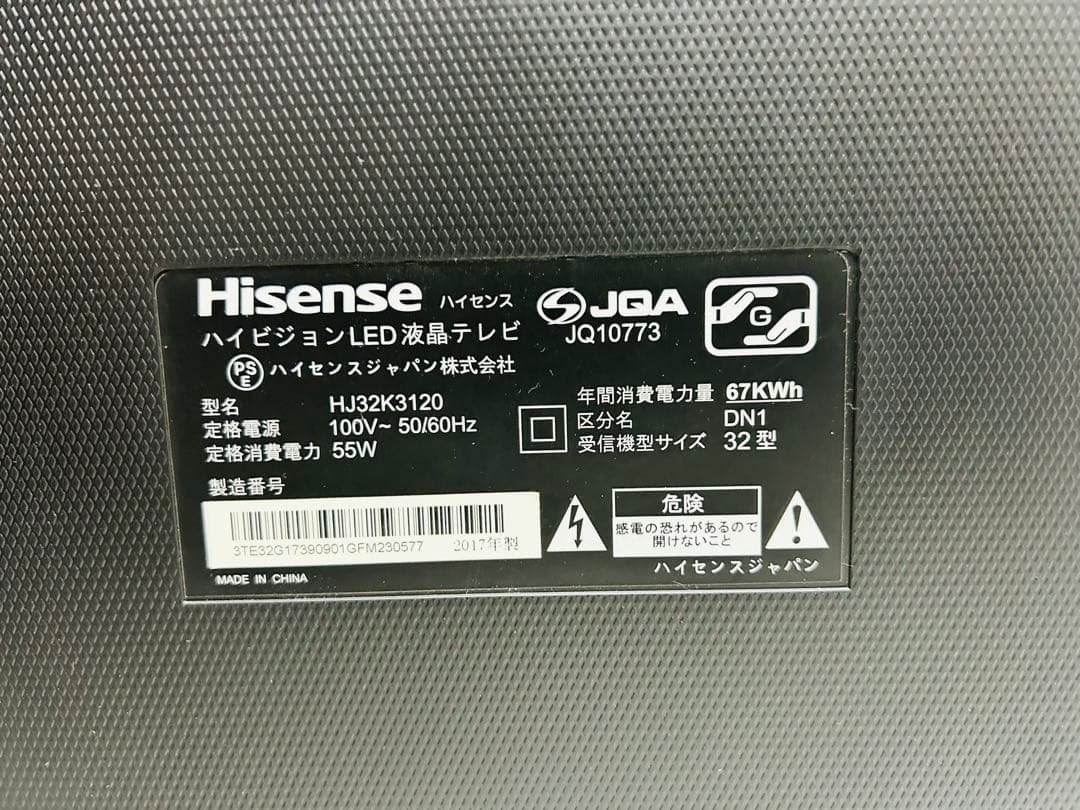 Hisense ハイセンス
JQA
JQ10773
G
ハイビジョンLED液晶テレビ
PSE ハイセンスジャパン株式会社
型名 HJ32K3120
定格電源 100V~ 50/60Hz
定格消費電力 55W
年間消費電力量 67KWh
区分名 DN1
受信機型サイズ 32型
製造番号
3TE32G17390901GFM230577 2017年製
MADE IN CHINA
危険
感電の恐れがあるので
開けないこと
ハイセンスジャパン